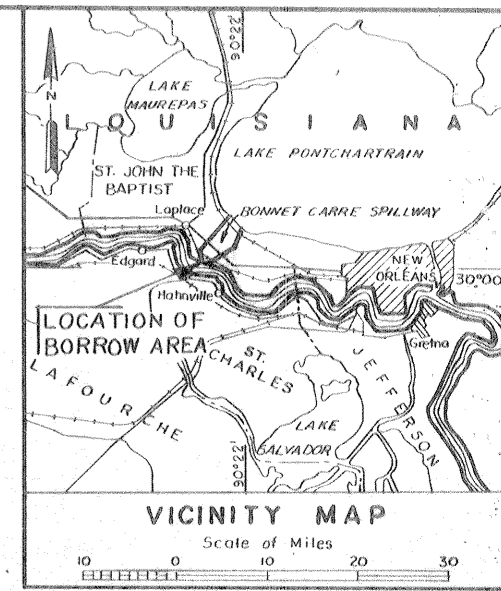 90°22'
N
LAKE
MAUREPAS
LOUISIANA
LAKE PONTCHARTRAIN
ST. JOHN THE
BAPTIST
Laplace
BONNET CARRE SPILLWAY
Edgard
NEW
ORLEANS
30°00'
Hahnville
LOCATION OF
BORROW AREA
Gretna
ST.
CHARLES
JEFFERSON
LAFOURCHE
LAKE
SALVADOR
90°22'
VICINITY MAP
Scale of Miles
10 0 10 20 30